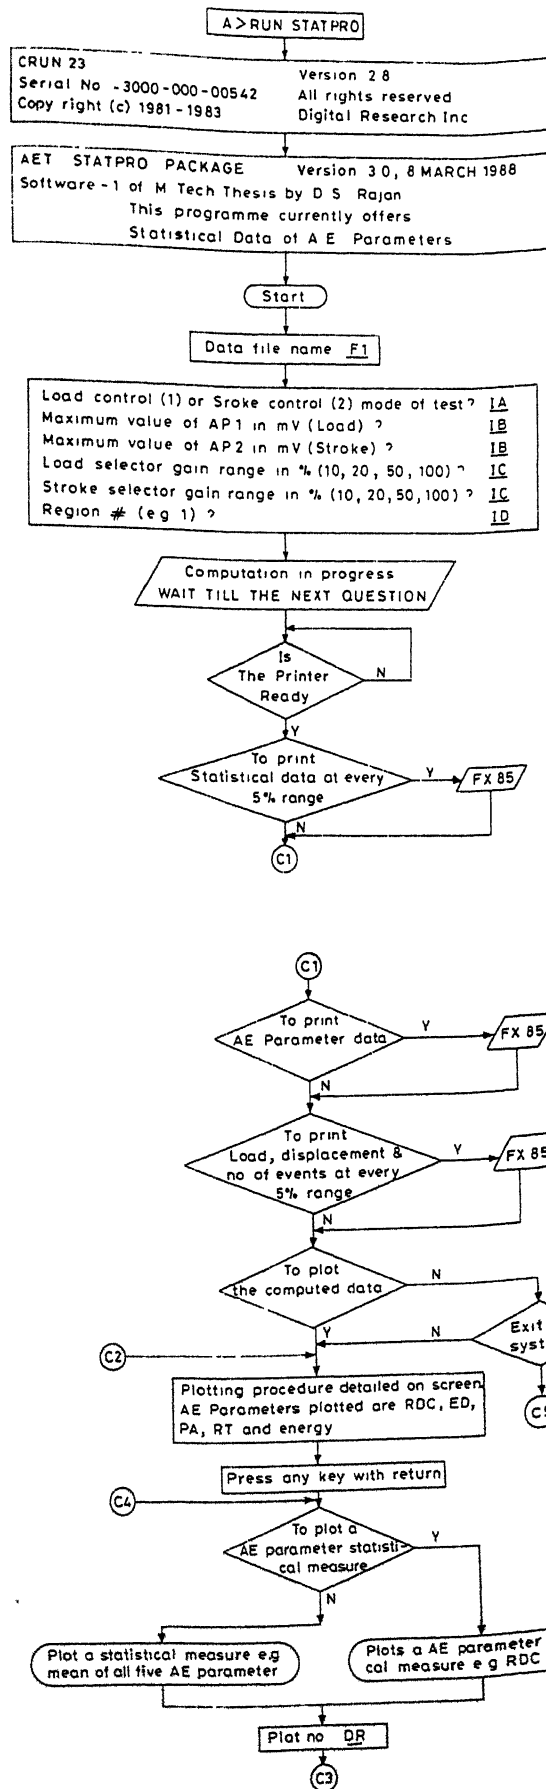 A>RUN STATPRO
CRUN 23 Version 2 8
Serial No -3000-000-00542 All rights reserved
Copy right (c) 1981-1983 Digital Research Inc
AET STATPRO PACKAGE Version 3 0, 8 MARCH 1988
Software-1 of M Tech Thesis by D S Rajan
This programme currently offers
Statistical Data of A E Parameters
Start
Data file name F1
Load control (1) or Sroke control (2) mode of test? IA
Maximum value of AP1 in mV (Load) ? IB
Maximum value of AP2 in mV (Stroke) ? IB
Load selector gain range in % (10, 20, 50, 100) ? IC
Stroke selector gain range in % (10, 20, 50, 100) ? IC
Region # (eg 1) ? ID
Computation in progress
WAIT TILL THE NEXT QUESTION
Is
The Printer
Ready
N
Y
To print
Statistical data at every
5% range
Y
FX 85
N
C1
C1
To print
AE Parameter data
Y
FX 85
N
To print
Load, displacement &
no of events at every
5% range
Y
FX 85
N
To plot
the computed data
N
Y
N
Exit
syst
C2
C5
Plotting procedure detailed on screen
AE Parameters plotted are RDC, ED,
PA, RT and energy
Press any key with return
C4
To plot a
AE parameter statisti-
cal measure
Y
N
Plot a statistical measure e.g
mean of all five AE parameter
Plots a AE parameter
cal measure e g RDC
Plat no DR
C3